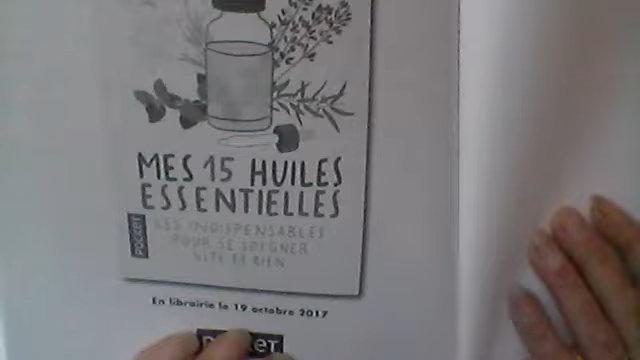 MES 15 HUILES
ESSENTIELLES
LES INDISPENSABLES
POUR SE SOIGNER
VITE ET BIEN
POCKET
En librairie le 19 octobre 2017